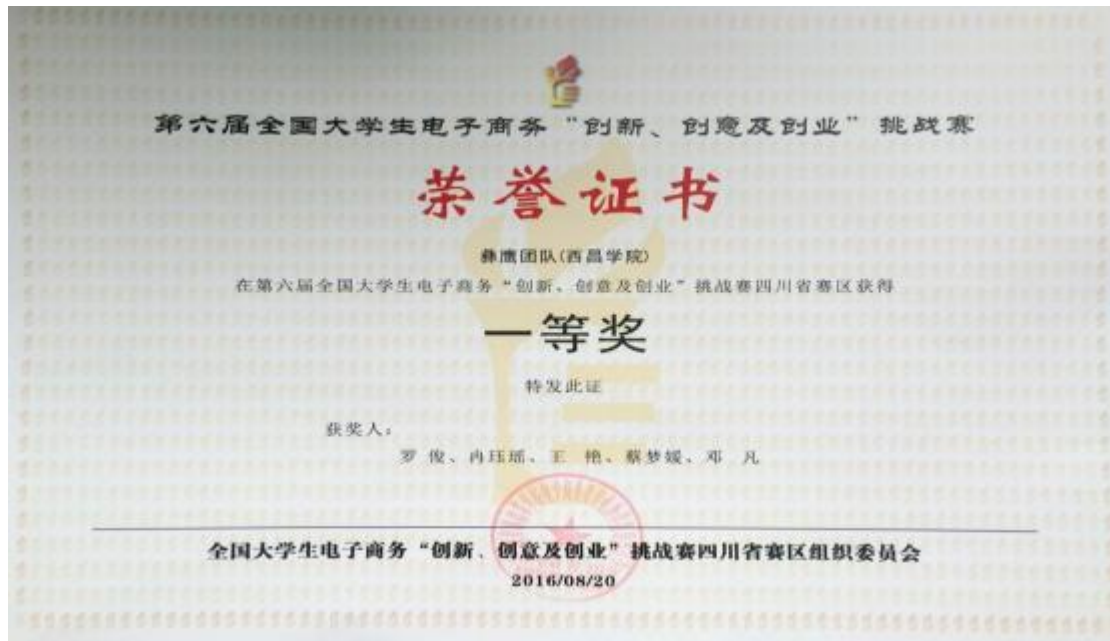 第六届全国大学生电子商务“创新、创意及创业”挑战赛
荣誉证书
彝鹰团队(西昌学院)
在第六届全国大学生电子商务“创新、创意及创业”挑战赛四川省赛区获得
一等奖
特发此证
获奖人：
罗 俊、冉珏瑶、王 艳、蔡梦媛、邓 凡
全国大学生电子商务“创新、创意及创业”挑战赛四川省赛区组织委员会
2016/08/20